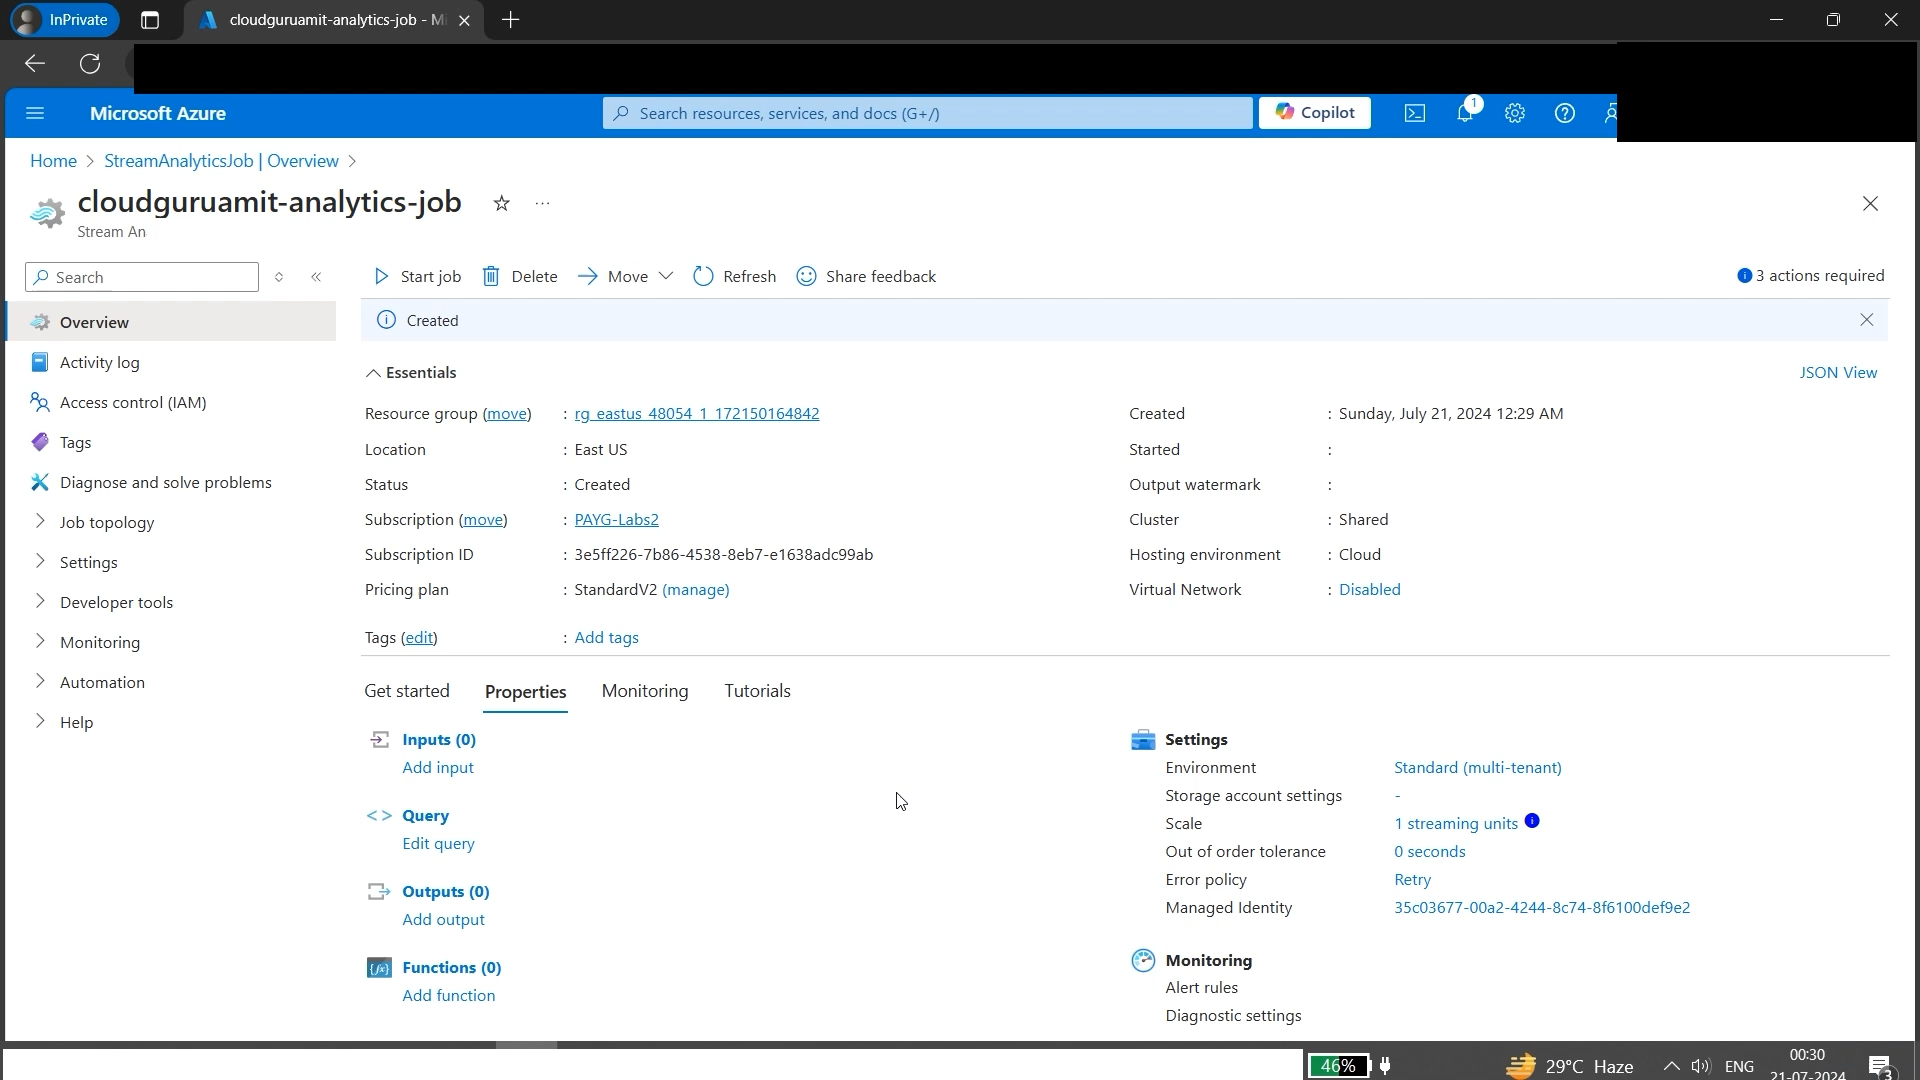 InPrivate
cloudguruamit-analytics-job - Mi
Microsoft Azure
Search resources, services, and docs (G+/)
Copilot
1
Home > StreamAnalyticsJob | Overview >
cloudguruamit-analytics-job
Stream An
Search
Start job
Delete
Move
Refresh
Share feedback
3 actions required
Overview
Activity log
Access control (IAM)
Tags
Diagnose and solve problems
Job topology
Settings
Developer tools
Monitoring
Automation
Help
Created
Essentials
JSON View
Resource group (move) : rg_eastus_48054_1_172150164842
Location : East US
Status : Created
Subscription (move) : PAYG-Labs2
Subscription ID : 3e5ff226-7b86-4538-8eb7-e1638adc99ab
Pricing plan : StandardV2 (manage)
Tags (edit) : Add tags
Created : Sunday, July 21, 2024 12:29 AM
Started :
Output watermark :
Cluster : Shared
Hosting environment : Cloud
Virtual Network : Disabled
Get started Properties Monitoring Tutorials
Inputs (0)
Add input
<> Query
Edit query
Outputs (0)
Add output
Functions (0)
Add function
Settings
Environment Standard (multi-tenant)
Storage account settings -
Scale 1 streaming units
Out of order tolerance 0 seconds
Error policy Retry
Managed Identity 35c03677-00a2-4244-8c74-8f6100def9e2
Monitoring
Alert rules
Diagnostic settings
46%
29°C Haze
ENG
00:30
21-07-2024
3